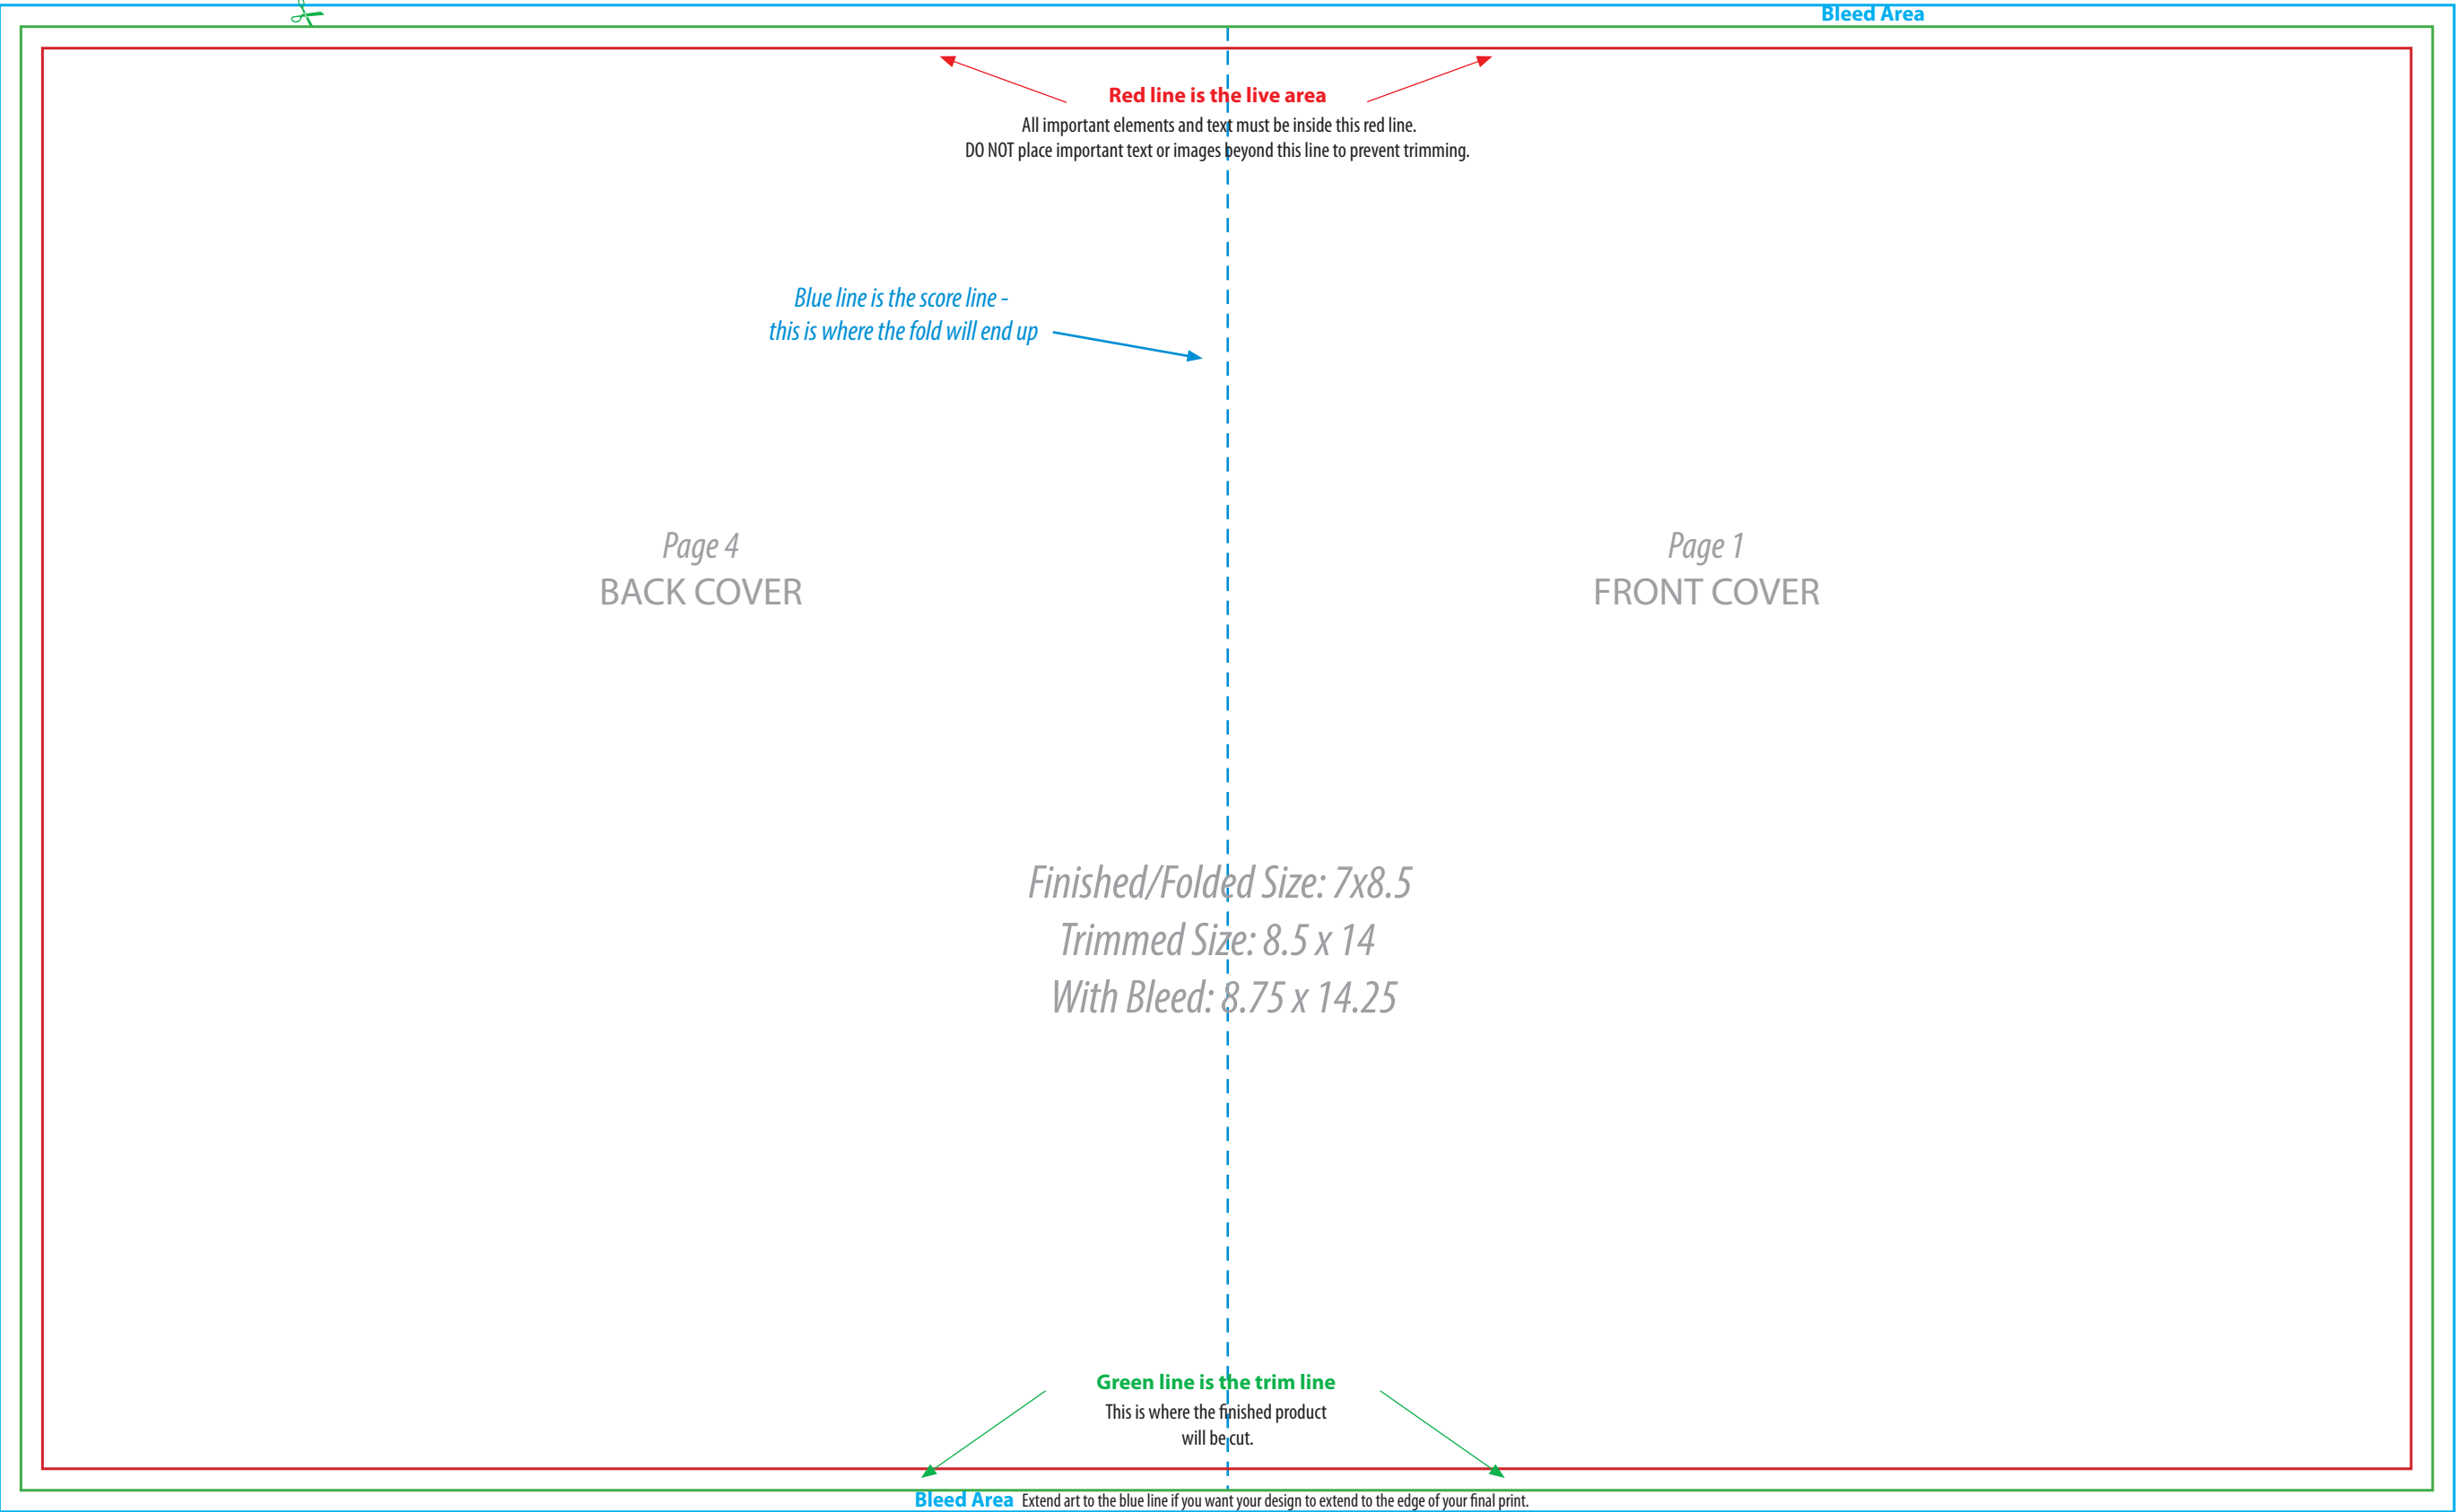 Bleed Area
Red line is the live area
All important elements and text must be inside this red line.
DO NOT place important text or images beyond this line to prevent trimming.
Blue line is the score line -
this is where the fold will end up
Page 4
BACK COVER
Page 1
FRONT COVER
Finished/Folded Size: 7x8.5
Trimmed Size: 8.5 x 14
With Bleed: 8.75 x 14.25
Green line is the trim line
This is where the finished product
will be cut.
Bleed Area Extend art to the blue line if you want your design to extend to the edge of your final print.